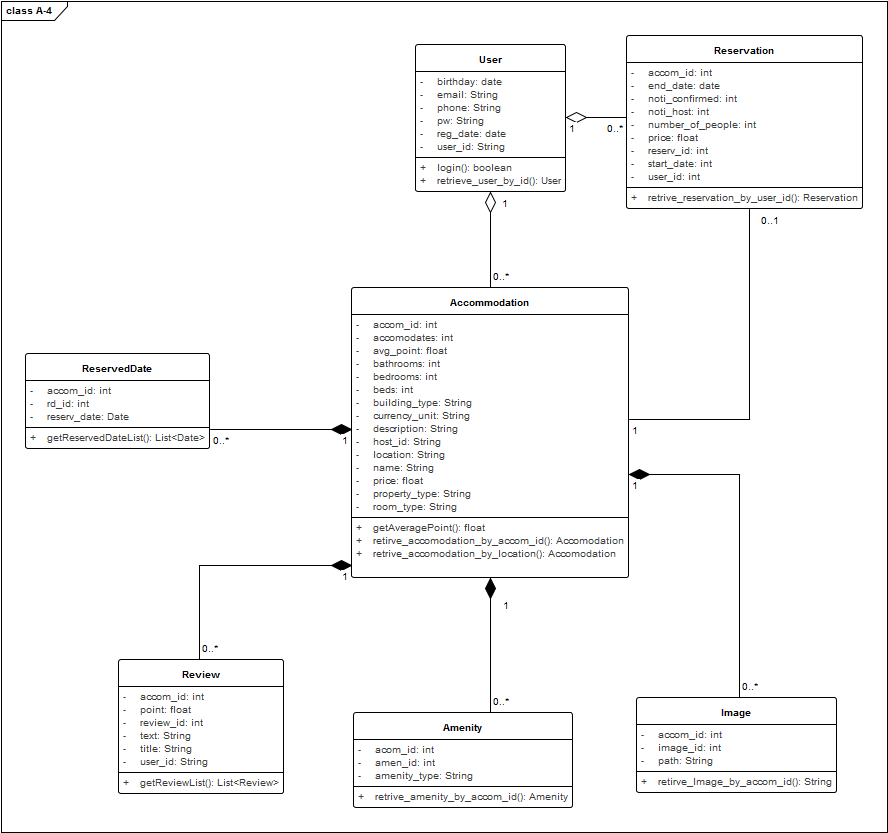 class A-4
User
- birthday: date
- email: String
- phone: String
- pw: String
- reg_date: date
- user_id: String
+ login(): boolean
+ retrieve_user_by_id(): User
1
0..*
Reservation
- accom_id: int
- end_date: date
- noti_confirmed: int
- noti_host: int
- number_of_people: int
- price: float
- reserv_id: int
- start_date: int
- user_id: int
+ retrive_reservation_by_user_id(): Reservation
1
0..*
0..1
1
Accommodation
- accom_id: int
- accomodates: int
- avg_point: float
- bathrooms: int
- bedrooms: int
- beds: int
- building_type: String
- currency_unit: String
- description: String
- host_id: String
- location: String
- name: String
- price: float
- property_type: String
- room_type: String
+ getAveragePoint(): float
+ retirve_accomodation_by_accom_id(): Accomodation
+ retrive_accomodation_by_location(): Accomodation
ReservedDate
- accom_id: int
- rd_id: int
- reserv_date: Date
+ getReservedDateList(): List<Date>
0..*
1
1
0..*
1
0..*
1
0..*
Review
- accom_id: int
- point: float
- review_id: int
- text: String
- title: String
- user_id: String
+ getReviewList(): List<Review>
Amenity
- acom_id: int
- amen_id: int
- amenity_type: String
+ retrive_amenity_by_accom_id(): Amenity
Image
- accom_id: int
- image_id: int
- path: String
+ retirve_Image_by_accom_id(): String